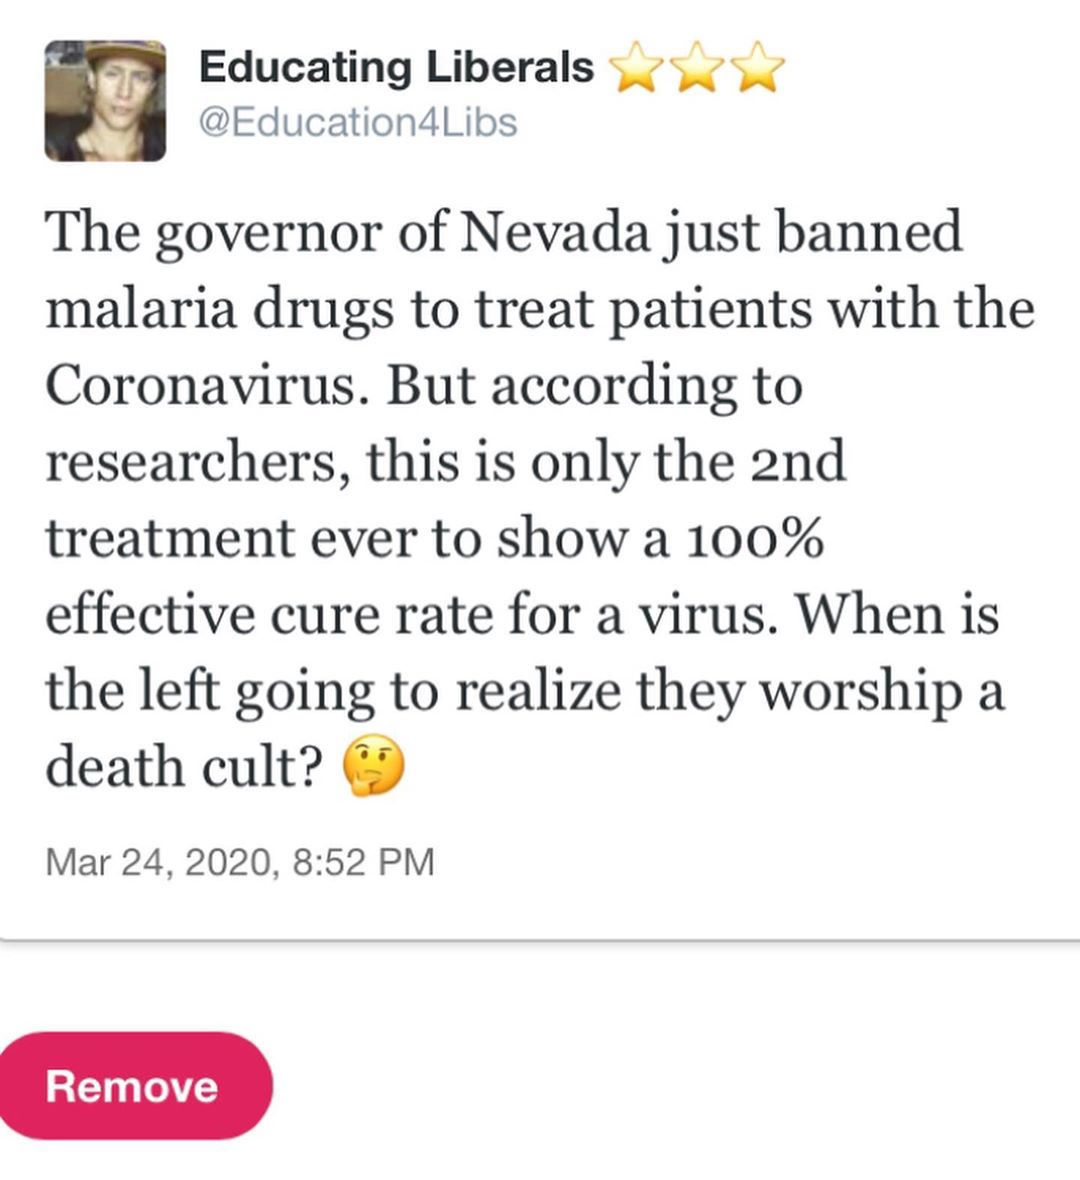 Educating Liberals ⭐⭐⭐
@Education4Libs
The governor of Nevada just banned
malaria drugs to treat patients with the
Coronavirus. But according to
researchers, this is only the 2nd
treatment ever to show a 100%
effective cure rate for a virus. When is
the left going to realize they worship a
death cult? 🤔
Mar 24, 2020, 8:52 PM
Remove